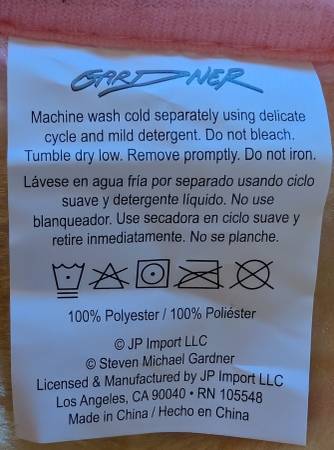 GARDNER
Machine wash cold separately using delicate
cycle and mild detergent. Do not bleach.
Tumble dry low. Remove promptly. Do not iron.
Lávese en agua fría por separado usando ciclo
suave y detergente líquido. No use
blanqueador. Use secadora en ciclo suave y
retire inmediatamente. No se planche.
100% Polyester / 100% Poliéster
© JP Import LLC
© Steven Michael Gardner
Licensed & Manufactured by JP Import LLC
Los Angeles, CA 90040 • RN 105548
Made in China / Hecho en China